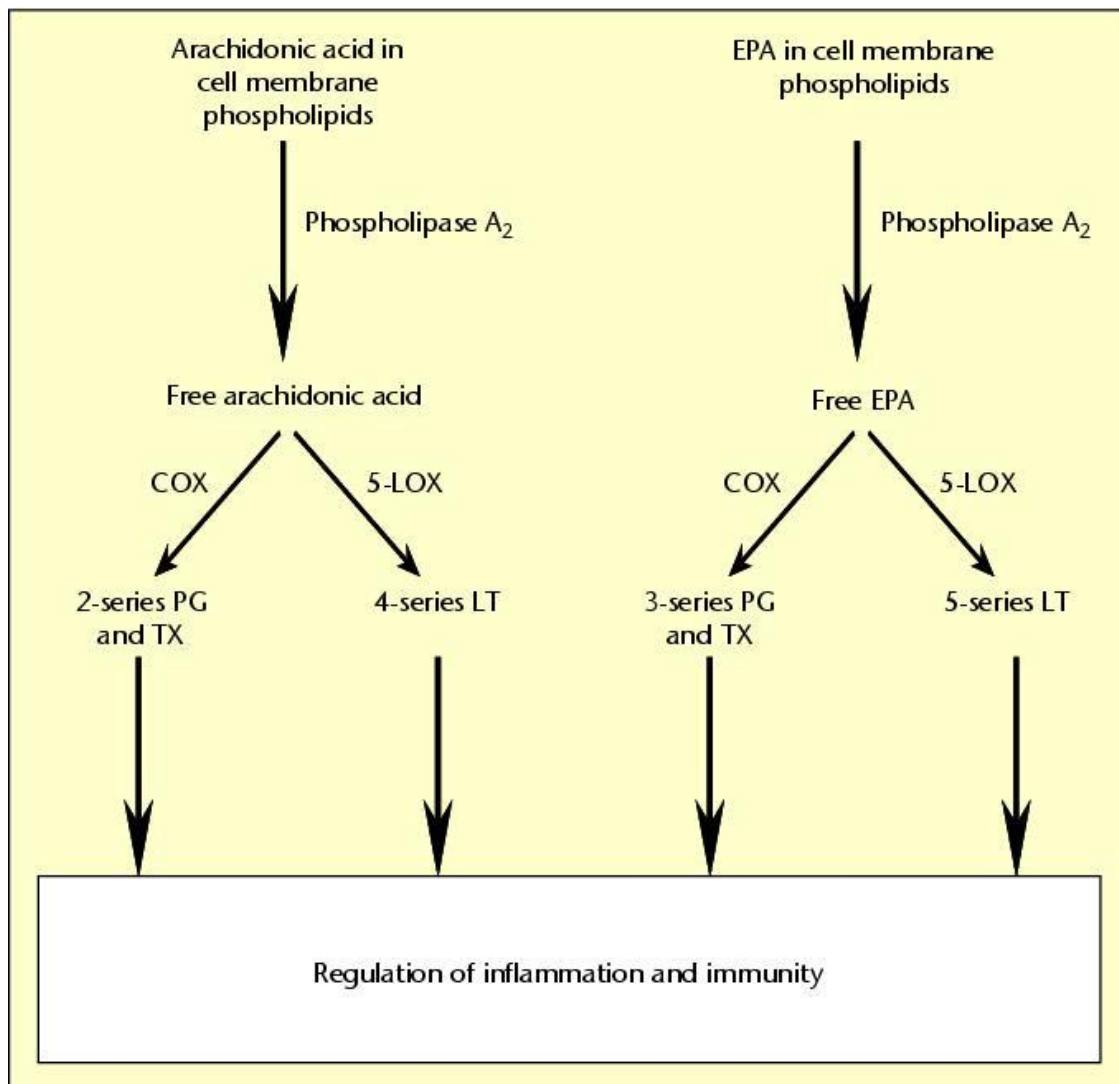 Arachidonic acid in
cell membrane
phospholipids
EPA in cell membrane
phospholipids
Phospholipase A₂
Phospholipase A₂
Free arachidonic acid
Free EPA
COX
5-LOX
COX
5-LOX
2-series PG
and TX
4-series LT
3-series PG
and TX
5-series LT
Regulation of inflammation and immunity